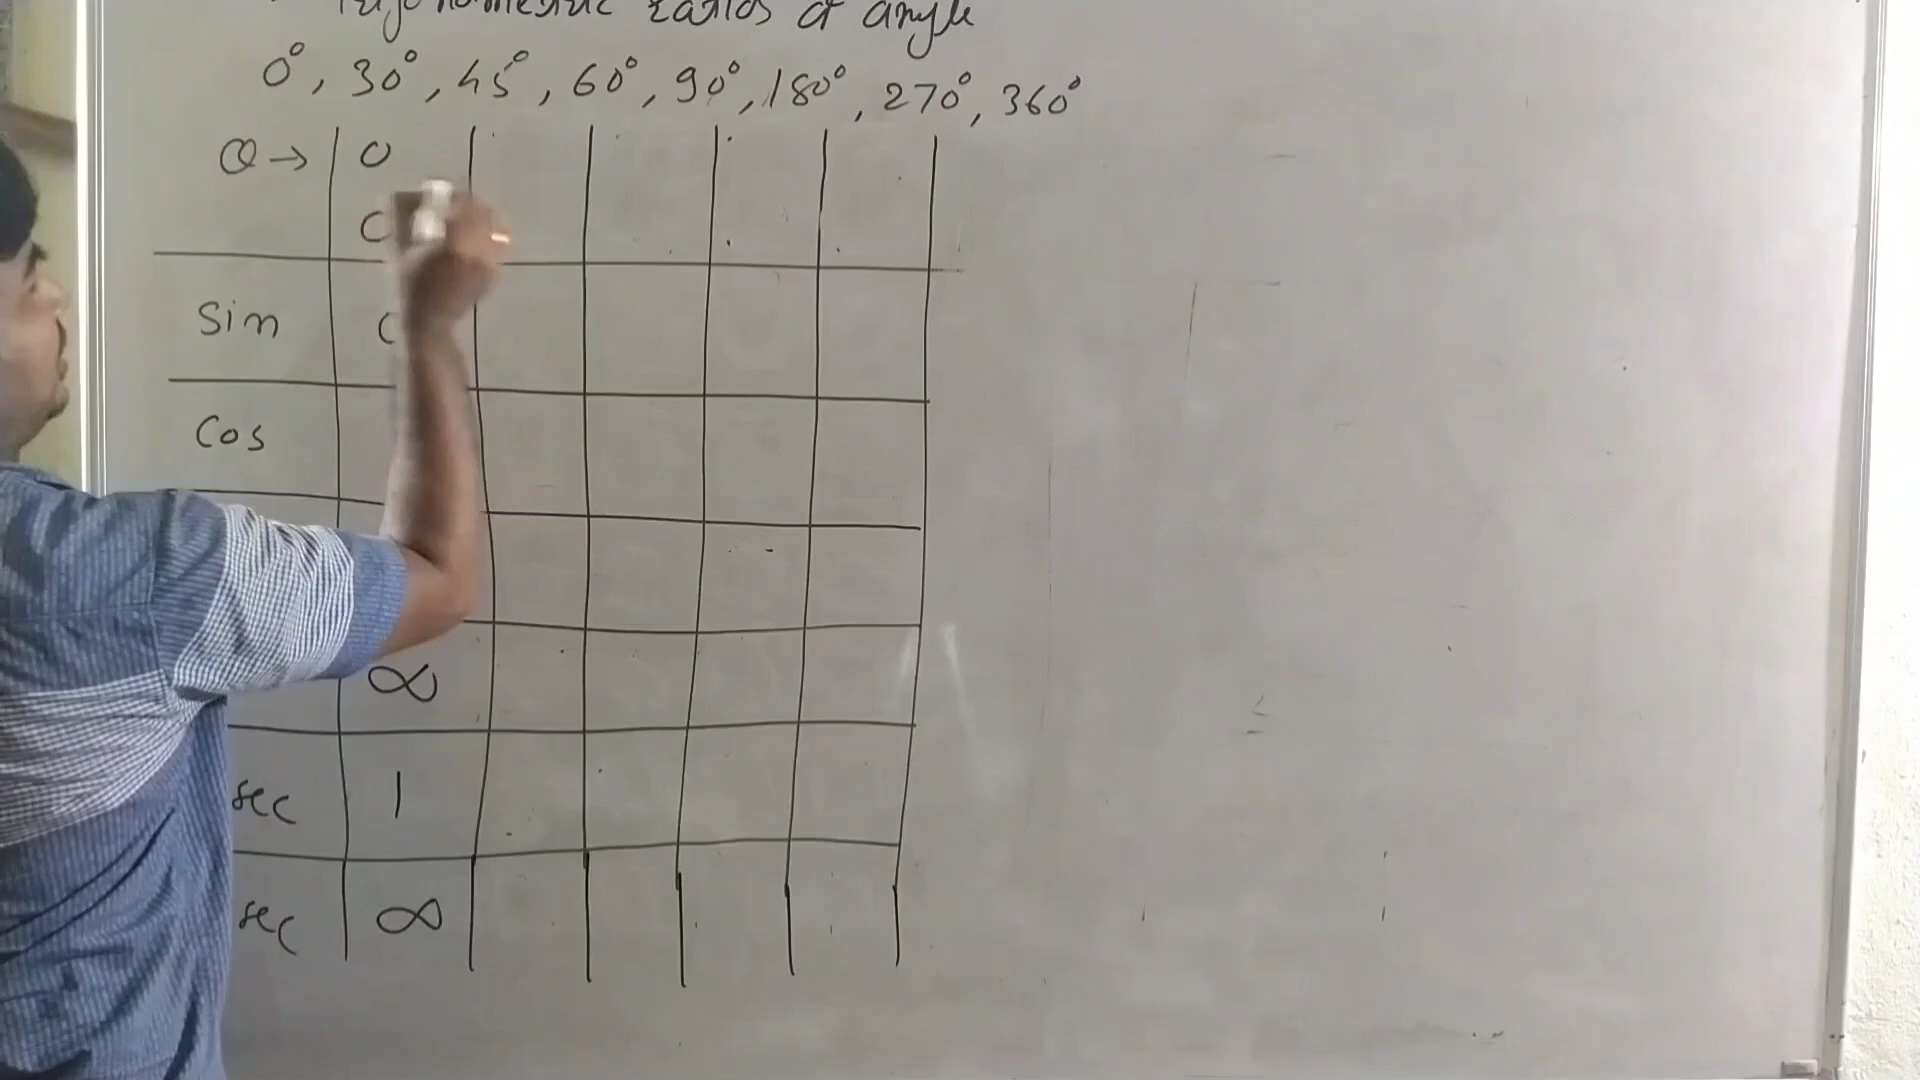 Trigonometric ratios of angle
0°, 30°, 45°, 60°, 90°, 180°, 270°, 360°
θ → 0
Sin
Cos
∞
sec 1
sec ∞